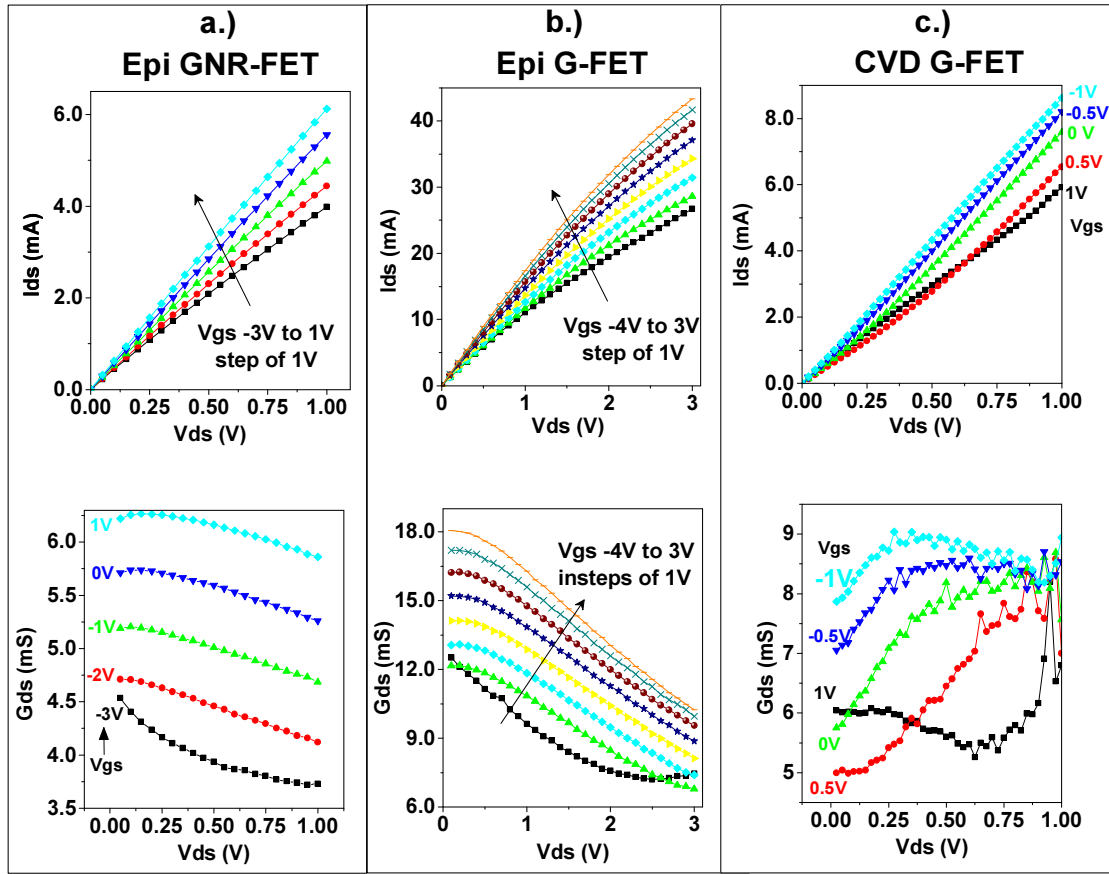 a.)
Epi GNR-FET
6.0
4.0
2.0
0.0
Ids (mA)
Vgs -3V to 1V
step of 1V
0.00 0.25 0.50 0.75 1.00
Vds (V)
6.0
5.5
5.0
4.5
4.0
3.5
Gds (mS)
1V
0V
-1V
-2V
-3V
Vgs
0.00 0.25 0.50 0.75 1.00
Vds (V)
b.)
Epi G-FET
40
30
20
10
0
Ids (mA)
Vgs -4V to 3V
step of 1V
0 1 2 3
Vds (V)
18.0
15.0
12.0
9.0
6.0
Gds (mS)
Vgs -4V to 3V
insteps of 1V
0 1 2 3
Vds (V)
c.)
CVD G-FET
8.0
6.0
4.0
2.0
0.0
Ids (mA)
-1V
-0.5V
0 V
0.5V
1V
Vgs
0.00 0.25 0.50 0.75 1.00
Vds (V)
9
8
7
6
5
Gds (mS)
Vgs
-1V
-0.5V
1V
0V
0.5V
0.00 0.25 0.50 0.75 1.00
Vds (V)